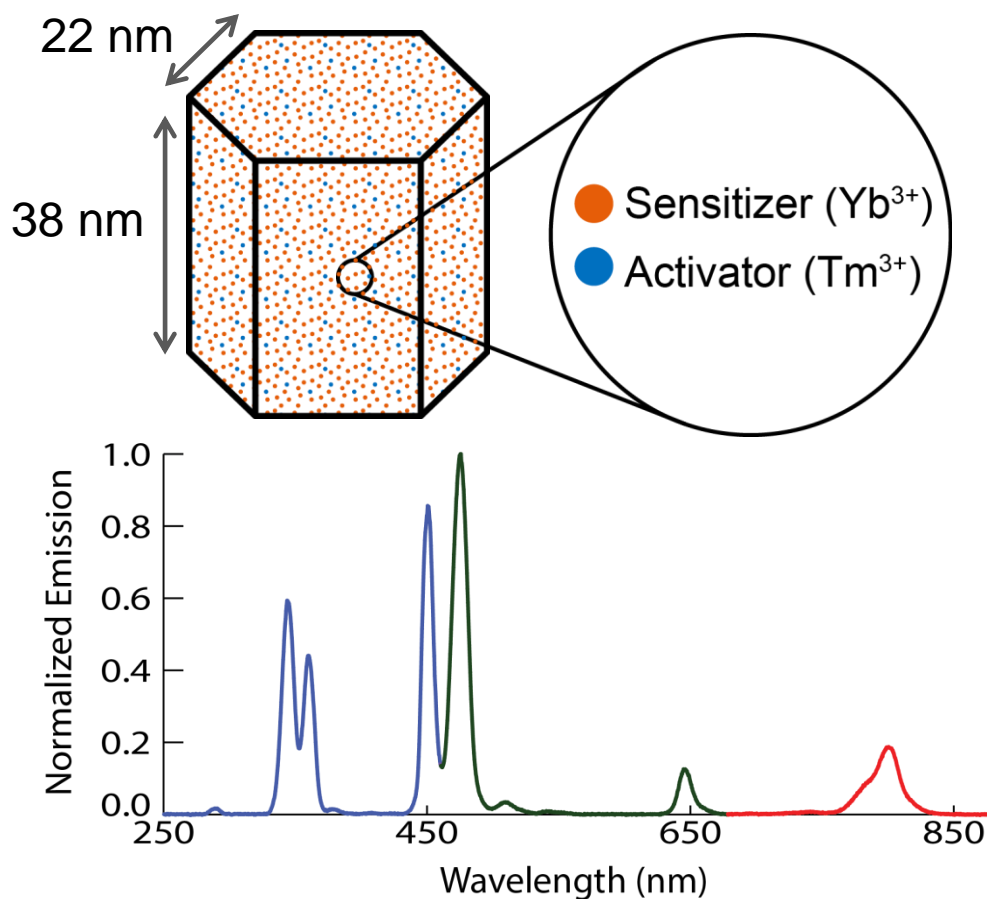 22 nm
38 nm
Sensitizer (Yb³⁺)
Activator (Tm³⁺)
Normalized Emission
1.0
0.8
0.6
0.4
0.2
0.0
250 450 650 850
Wavelength (nm)